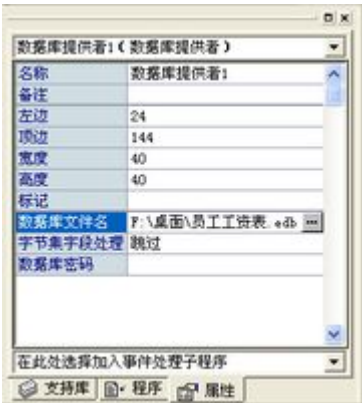 数据库提供者1(数据库提供者)
名称 数据库提供者1
备注
左边 24
顶边 144
宽度 40
高度 40
标记
数据库文件名 F:\桌面\员工工资表.edb ...
字节集字段处理 跳过
数据库密码
在此处选择加入事件处理子程序
支持库 程序 属性